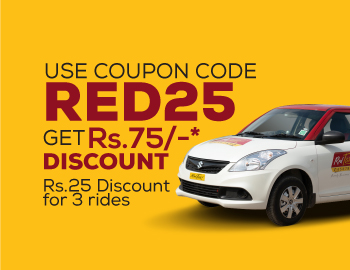 USE COUPON CODE
RED25
GET Rs.75/-*
DISCOUNT
Rs.25 Discount
for 3 rides